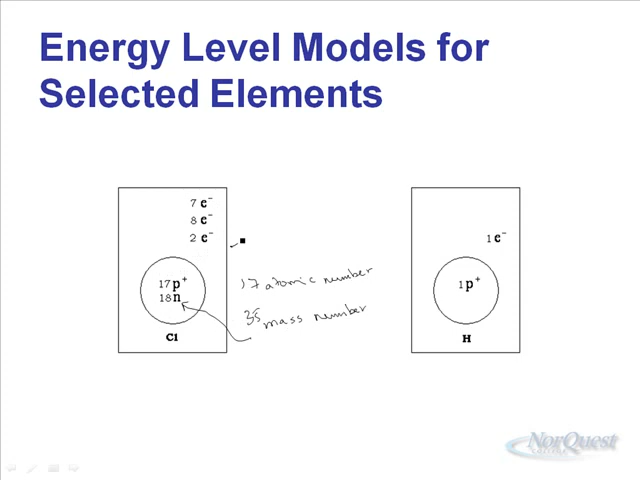 Energy Level Models for
Selected Elements
7 e⁻
8 e⁻
2 e⁻
17 p⁺
18 n
Cl
17 atomic number
35 mass number
1 e⁻
1 p⁺
H
NorQuest
COLLEGE